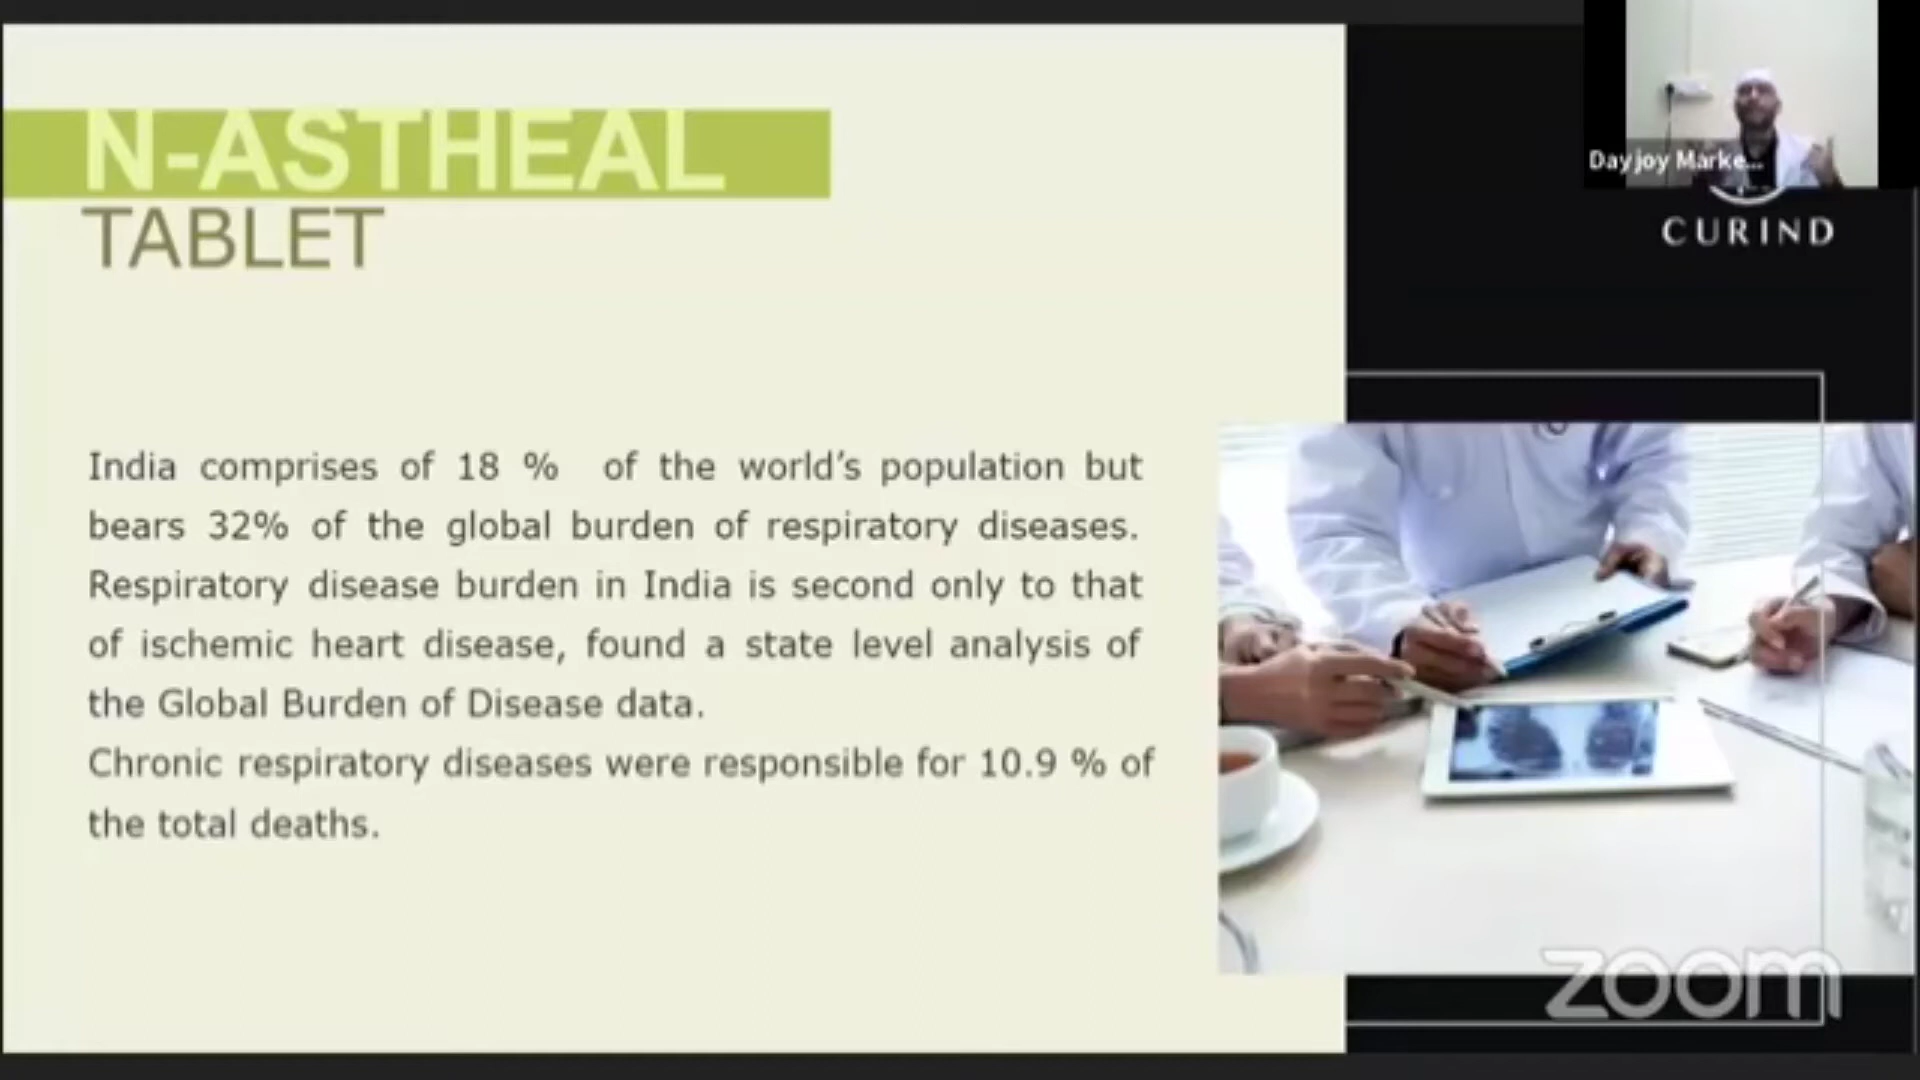 N-ASTHEAL
TABLET
India comprises of 18 % of the world’s population but
bears 32% of the global burden of respiratory diseases.
Respiratory disease burden in India is second only to that
of ischemic heart disease, found a state level analysis of
the Global Burden of Disease data.
Chronic respiratory diseases were responsible for 10.9 % of
the total deaths.
Dayjoy Marke...
CURIND
zoom